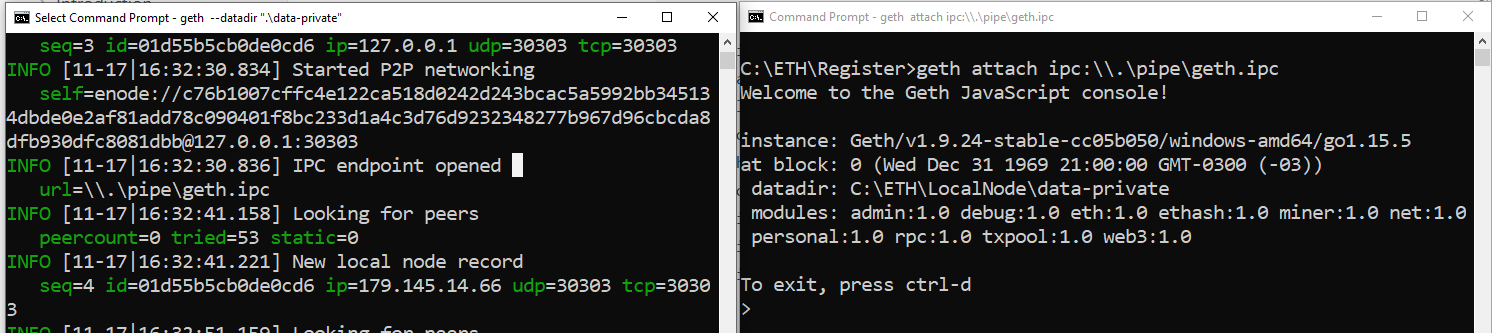 Select Command Prompt - geth --datadir ".\data-private"
seq=3 id=01d55b5cb0de0cd6 ip=127.0.0.1 udp=30303 tcp=30303
INFO [11-17|16:32:30.834] Started P2P networking
self=enode://c76b1007cffc4e122ca518d0242d243bcac5a5992bb34513
4dbde0e2af81add78c090401f8bc233d1a4c3d76d9232348277b967d96cbcda8
dfb930dfc8081dbb@127.0.0.1:30303
INFO [11-17|16:32:30.836] IPC endpoint opened
url=\\.\pipe\geth.ipc
INFO [11-17|16:32:41.158] Looking for peers
peercount=0 tried=53 static=0
INFO [11-17|16:32:41.221] New local node record
seq=4 id=01d55b5cb0de0cd6 ip=179.145.14.66 udp=30303 tcp=3030
3
INFO [11-17|16:32:51.159] Looking for peers
Command Prompt - geth attach ipc:\\.\pipe\geth.ipc
C:\ETH\Register>geth attach ipc:\\.\pipe\geth.ipc
Welcome to the Geth JavaScript console!
instance: Geth/v1.9.24-stable-cc05b050/windows-amd64/go1.15.5
at block: 0 (Wed Dec 31 1969 21:00:00 GMT-0300 (-03))
datadir: C:\ETH\LocalNode\data-private
modules: admin:1.0 debug:1.0 eth:1.0 ethash:1.0 miner:1.0 net:1.0
personal:1.0 rpc:1.0 txpool:1.0 web3:1.0
To exit, press ctrl-d
>